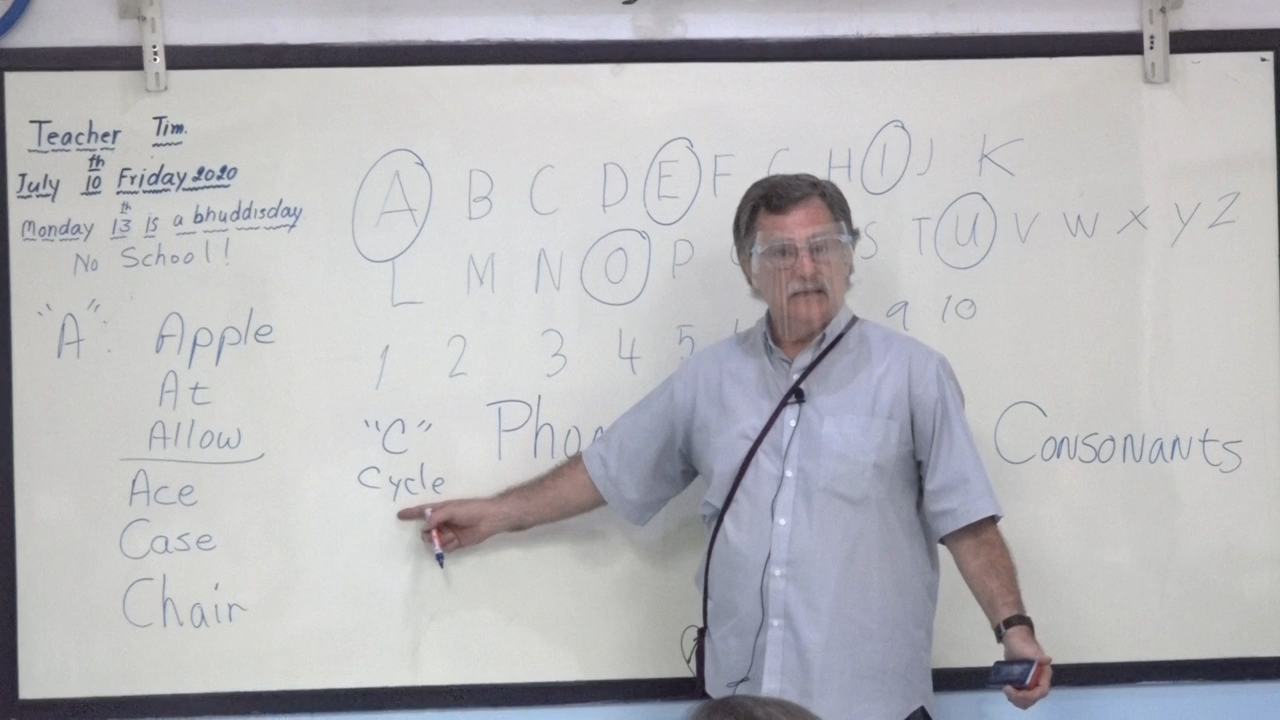 Teacher Tim.
July 10th Friday 2020
Monday 13th is a bhuddisday
No School!
"A": Apple
At
Allow
Ace
Case
Chair
A B C D E F G H I J K
L M N O P S T U V W X Y Z
1 2 3 4 5 9 10
"C"
Cycle
Consonants